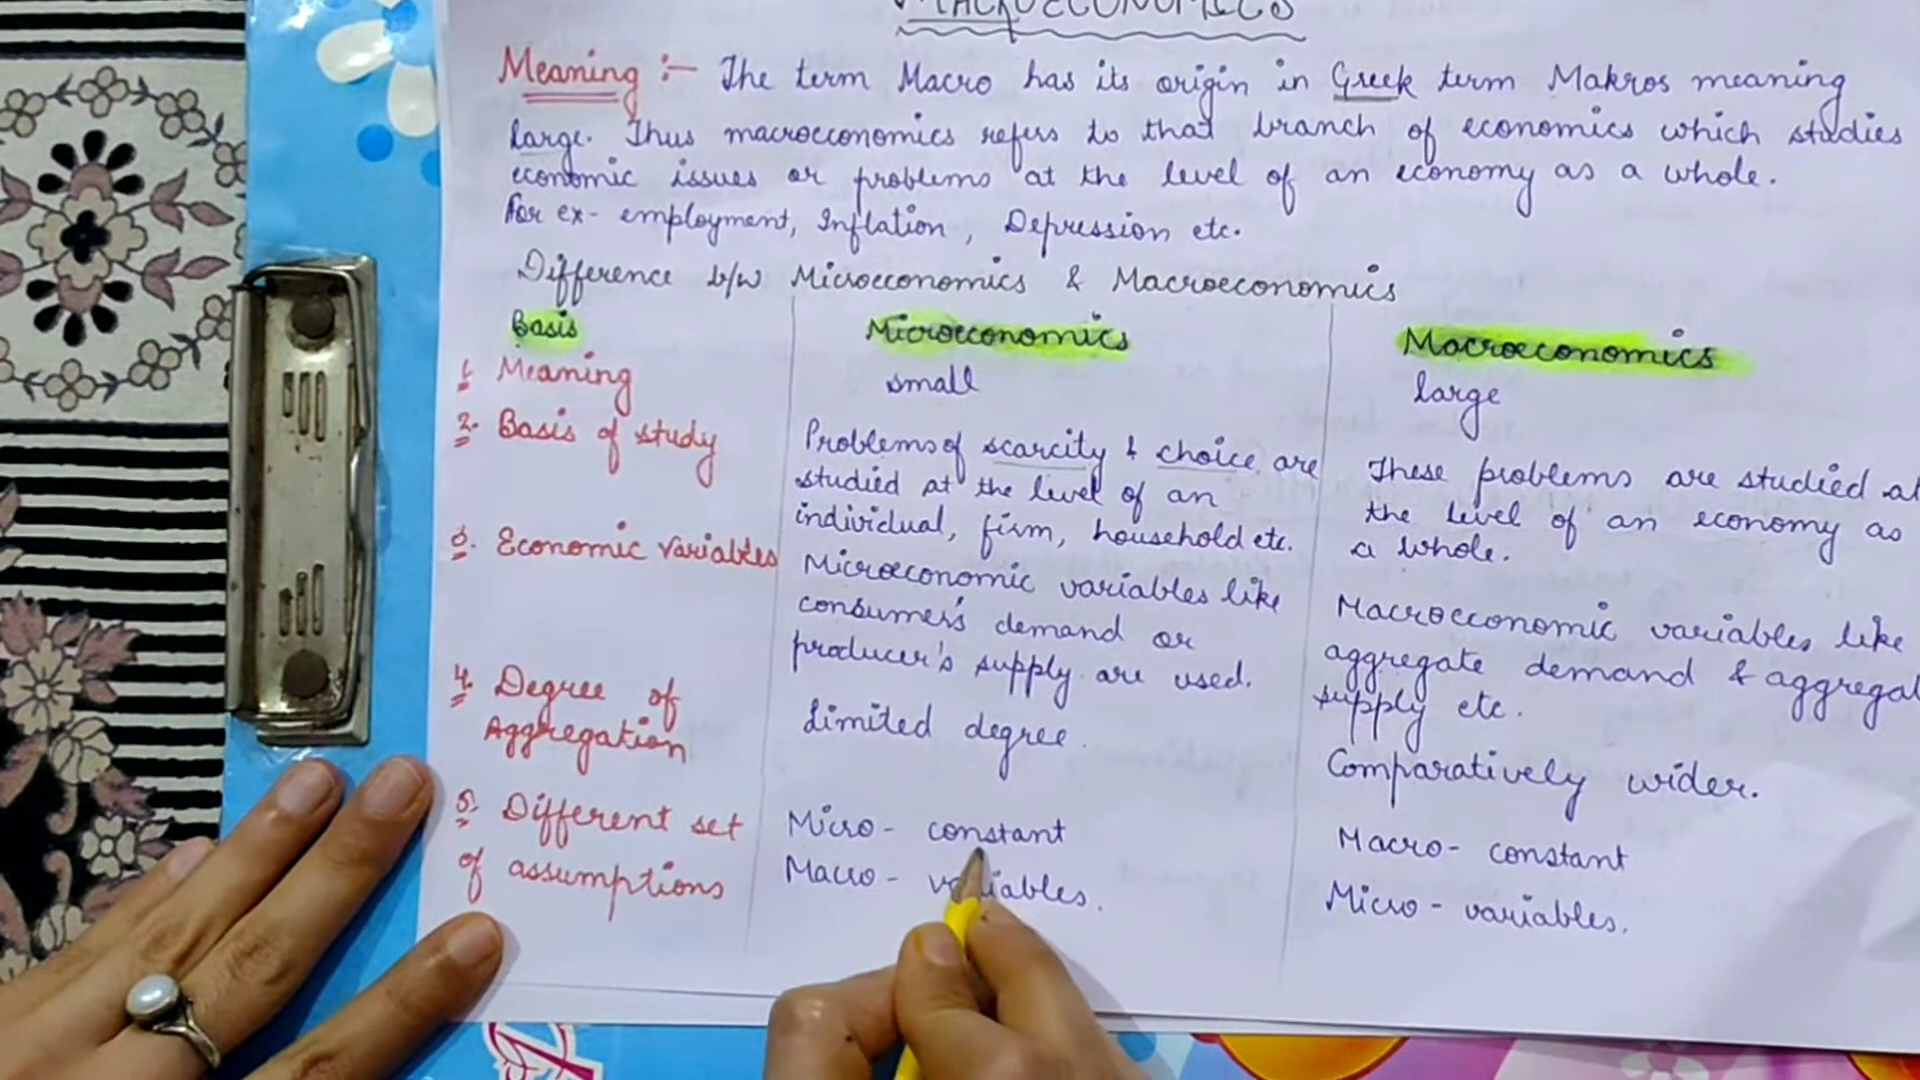 MACROECONOMICS
Meaning :- The term Macro has its origin in Greek term Makros meaning
large. Thus macroeconomics refers to that branch of economics which studies
economic issues or problems at the level of an economy as a whole.
For ex- employment, Inflation, Depression etc.
Difference b/w Microeconomics & Macroeconomics
Basis
1. Meaning
2. Basis of study
3. Economic variables
4. Degree of
Aggregation
5. Different set
of assumptions
Microeconomics
small
Problems of scarcity & choice are
studied at the level of an
individual, firm, household etc.
Microeconomic variables like
consumer's demand or
producer's supply are used.
Limited degree.
Micro- constant
Macro- variables.
Macroeconomics
large
These problems are studied at
the level of an economy as
a whole.
Macroeconomic variables like
aggregate demand & aggregat
supply etc.
Comparatively wider.
Macro- constant
Micro- variables.